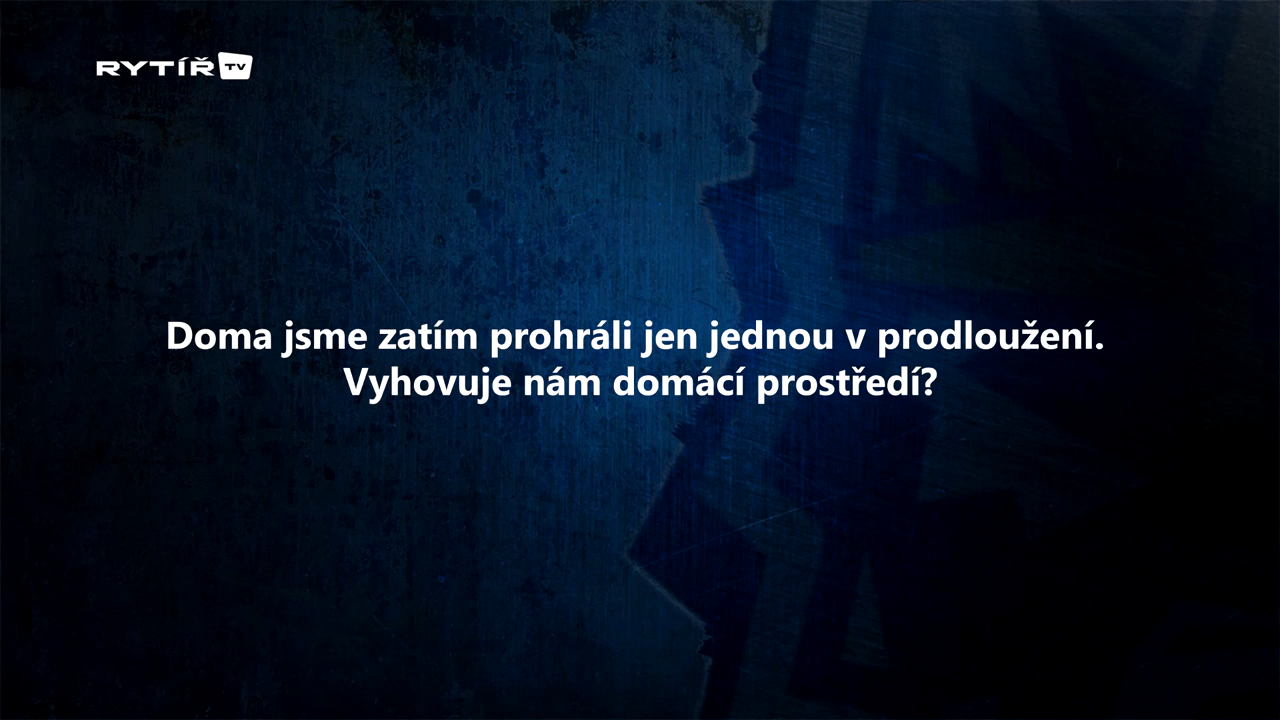 RYTÍŘ TV
Doma jsme zatím prohráli jen jednou v prodloužení.
Vyhovuje nám domácí prostředí?